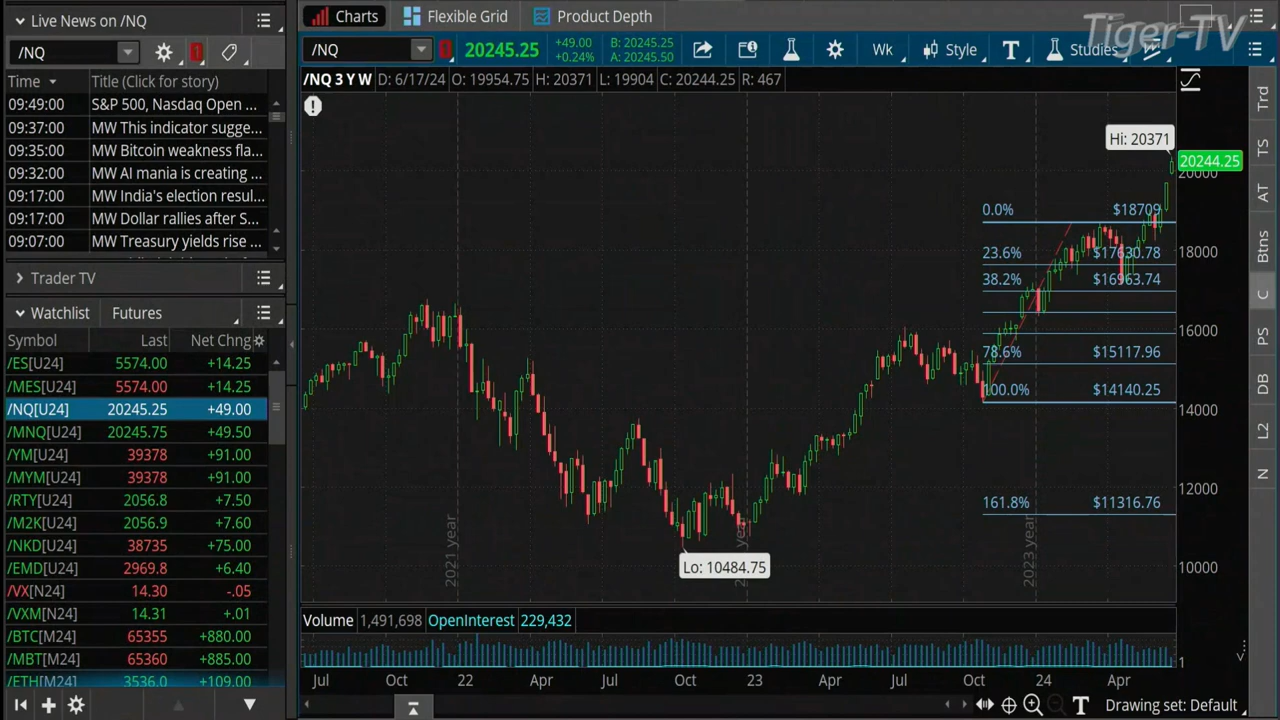 Live News on /NQ
/NQ
Time Title (Click for story)
09:49:00 S&P 500, Nasdaq Open ...
09:37:00 MW This indicator sugge...
09:35:00 MW Bitcoin weakness fla...
09:32:00 MW AI mania is creating ...
09:17:00 MW India's election resul...
09:17:00 MW Dollar rallies after S...
09:07:00 MW Treasury yields rise ...
Trader TV
Watchlist Futures
Symbol Last Net Chng
/ES[U24] 5574.00 +14.25
/MES[U24] 5574.00 +14.25
/NQ[U24] 20245.25 +49.00
/MNQ[U24] 20245.75 +49.50
/YM[U24] 39378 +91.00
/MYM[U24] 39378 +91.00
/RTY[U24] 2056.8 +7.50
/M2K[U24] 2056.9 +7.60
/NKD[U24] 38735 +75.00
/EMD[U24] 2969.8 +6.40
/VX[N24] 14.30 -.05
/VXM[N24] 14.31 +.01
/BTC[M24] 65355 +880.00
/MBT[M24] 65360 +885.00
/ETH[M24] 3536.0 +109.00
Charts Flexible Grid Product Depth
Tiger-TV
/NQ 20245.25 +49.00 +0.24% B: 20245.25 A: 20245.50 Wk Style T Studies
/NQ 3 Y W D: 6/17/24 O: 19954.75 H: 20371 L: 19904 C: 20244.25 R: 467
Hi: 20371
20244.25
20000
0.0% $18709
18000
23.6% $17630.78
38.2% $16963.74
16000
78.6% $15117.96
100.0% $14140.25
14000
12000
161.8% $11316.76
Lo: 10484.75
10000
2021 year
year
2023 year
Volume 1,491,698 OpenInterest 229,432
1
Jul Oct 22 Apr Jul Oct 23 Apr Jul Oct 24 Apr
T Drawing set: Default
Trd
TS
AT
Btns
C
PS
DB
L2
N